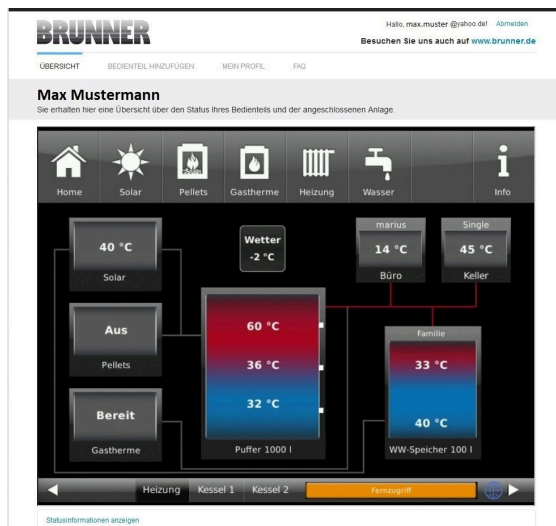 BRUNNER
Hallo, max.muster @yahoo.de! Abmelden
Besuchen Sie uns auch auf www.brunner.de
ÜBERSICHT BEDIENTEIL HINZUFÜGEN MEIN PROFIL FAQ
Max Mustermann
Sie erhalten hier eine Übersicht über den Status Ihres Bedienteils und der angeschlossenen Anlage.
Home Solar Pellets Gastherme Heizung Wasser Info
40 °C
Solar
Wetter
-2 °C
marius
14 °C
Büro
Single
45 °C
Keller
Aus
Pellets
Bereit
Gastherme
60 °C
36 °C
32 °C
Puffer 1000 l
Familie
33 °C
40 °C
WW-Speicher 100 l
Heizung Kessel 1 Kessel 2 Fernzugriff
Statusinformationen anzeigen